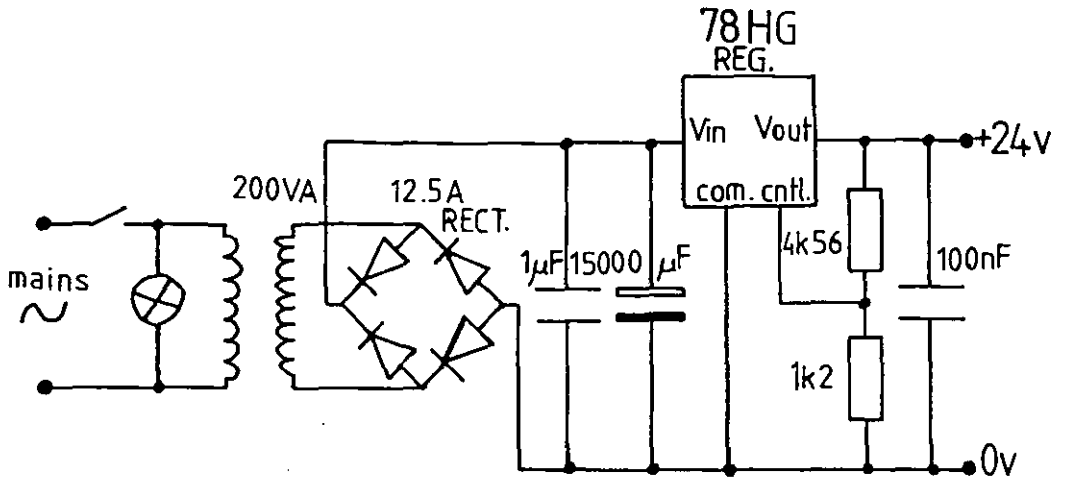 78HG
REG.
Vin Vout
com. cntl.
+24v
200VA
12.5A
RECT.
mains
1µF
15000 µF
4k56
100nF
1k2
0v